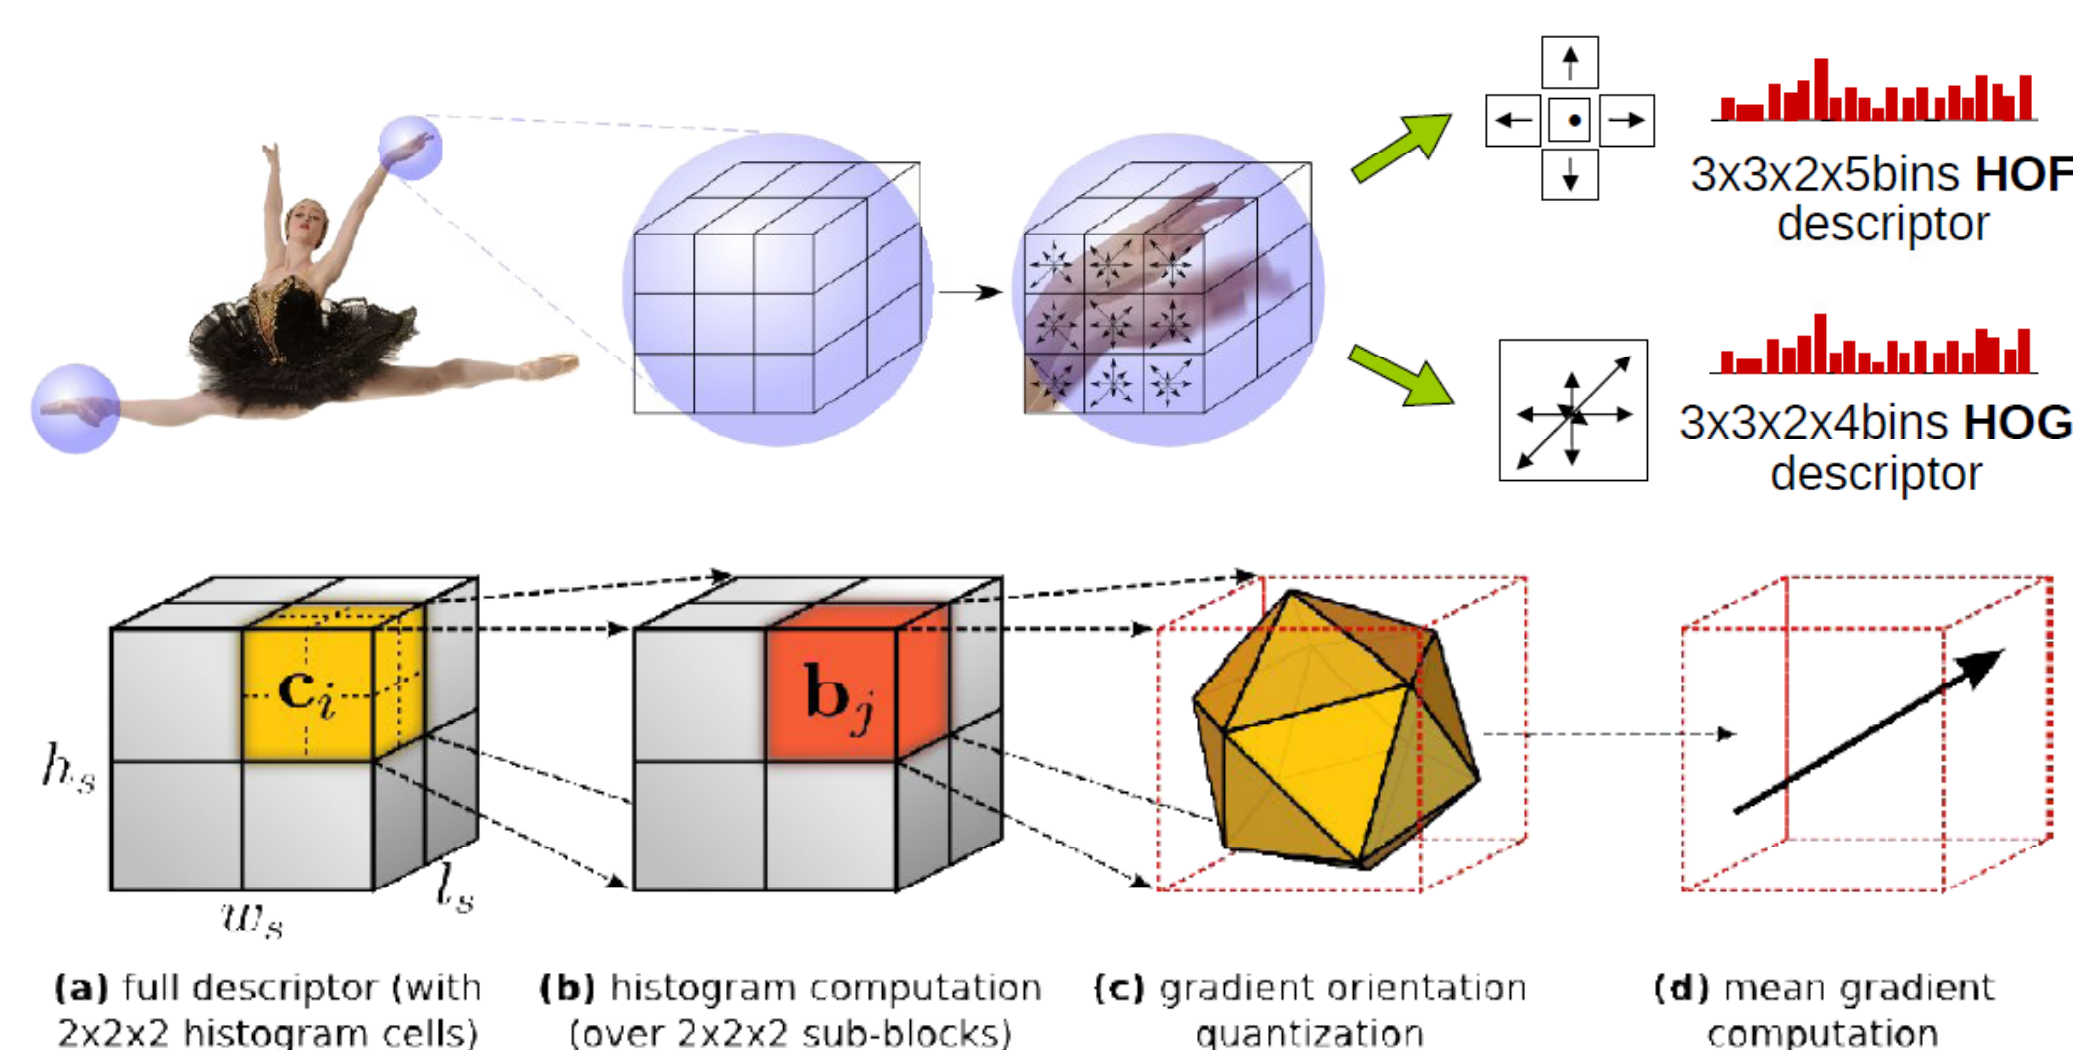 3x3x2x5bins HOF
descriptor
3x3x2x4bins HOG
descriptor
c_i
b_j
h_s
l_s
w_s
(a) full descriptor (with
2x2x2 histogram cells)
(b) histogram computation
(over 2x2x2 sub-blocks)
(c) gradient orientation
quantization
(d) mean gradient
computation